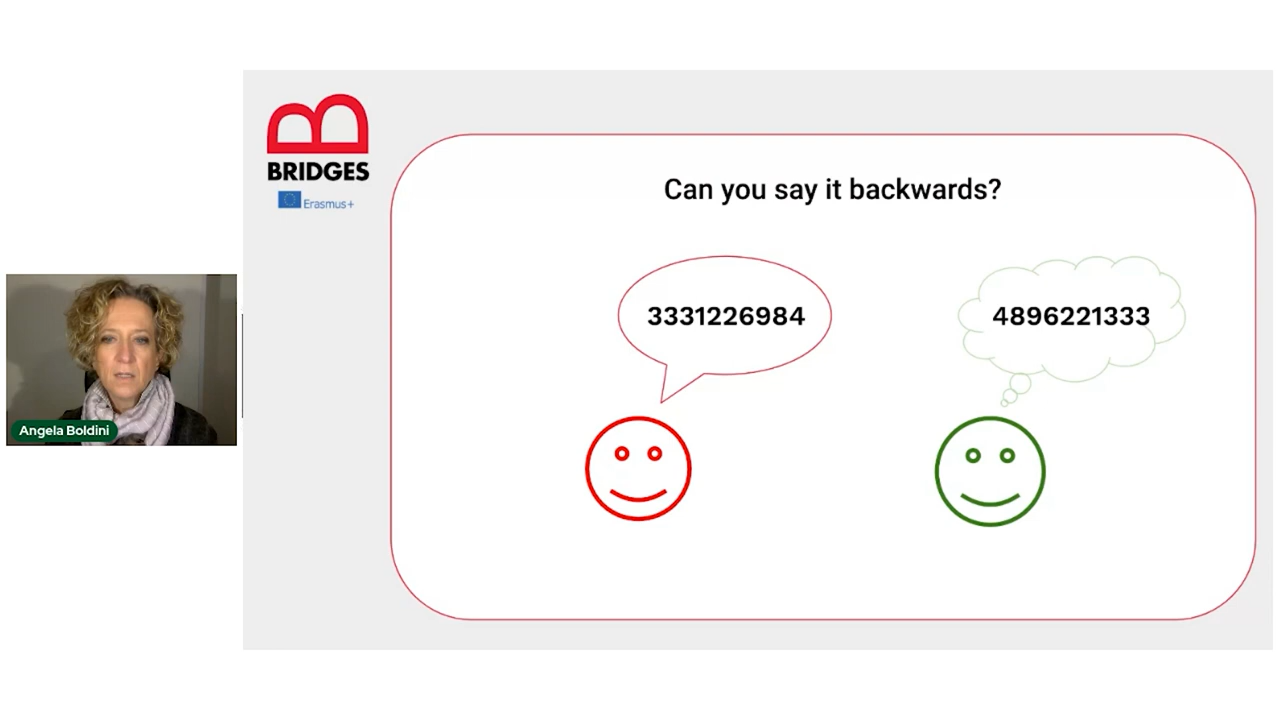 BRIDGES
Erasmus+
Can you say it backwards?
3331226984
4896221333
Angela Boldini